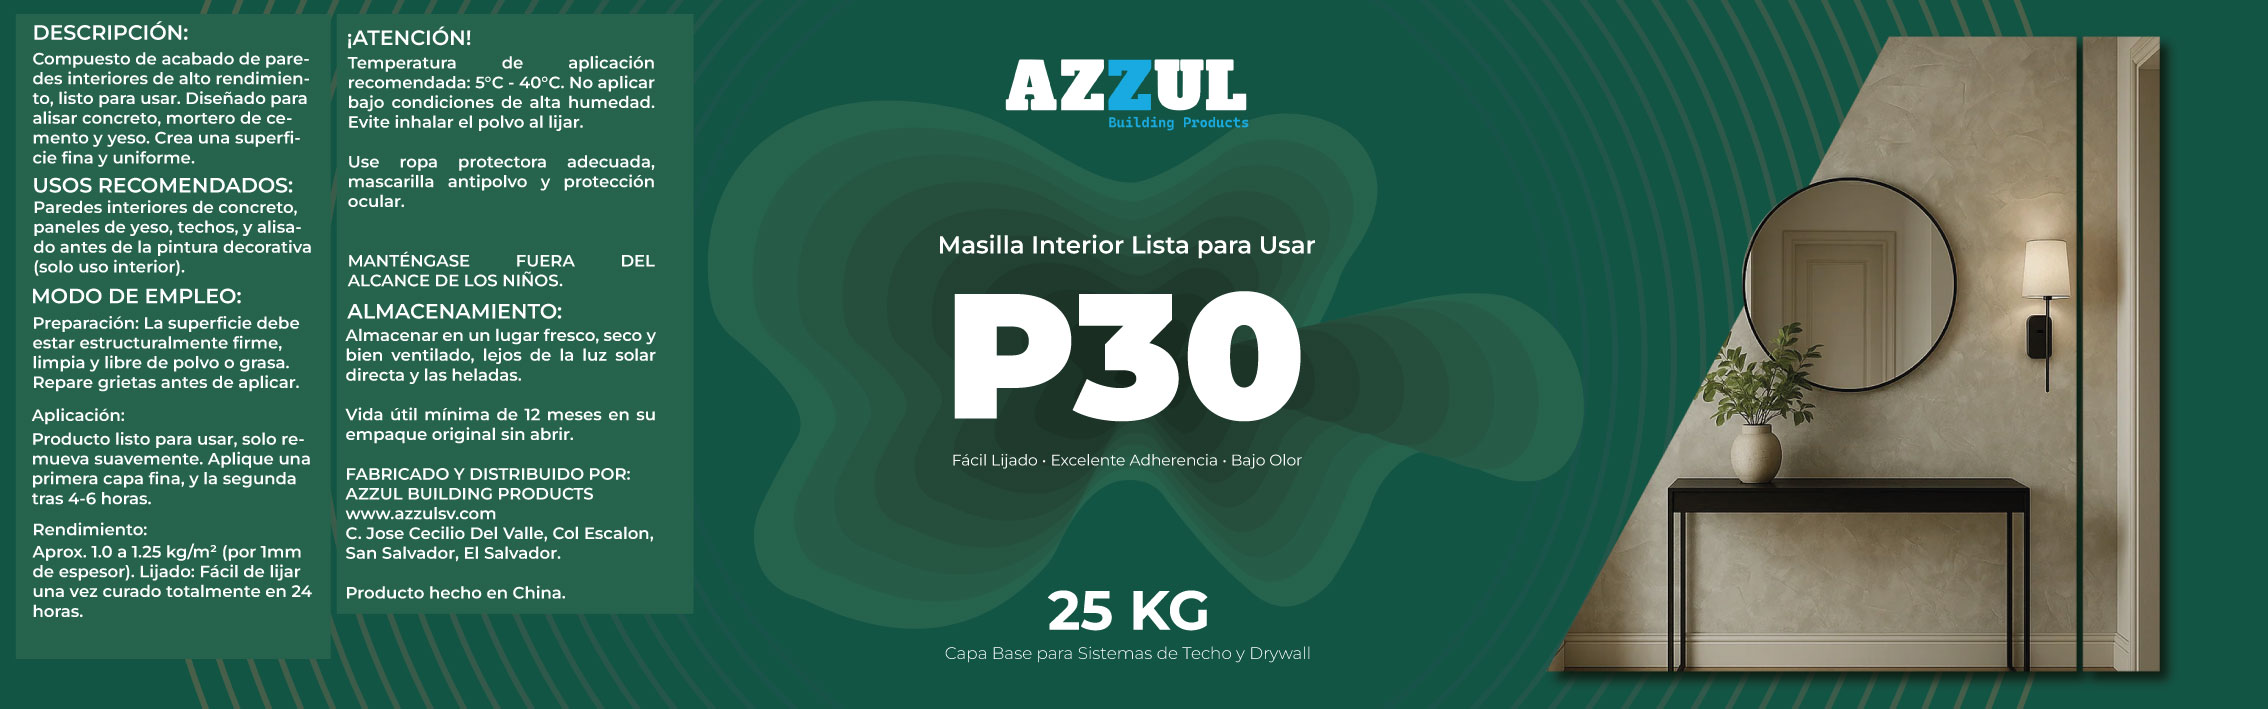 DESCRIPCIÓN:
Compuesto de acabado de pare-
des interiores de alto rendimien-
to, listo para usar. Diseñado para
alisar concreto, mortero de ce-
mento y yeso. Crea una superfi-
cie fina y uniforme.
USOS RECOMENDADOS:
Paredes interiores de concreto,
paneles de yeso, techos, y alisa-
do antes de la pintura decorativa
(solo uso interior).
MODO DE EMPLEO:
Preparación: La superficie debe
estar estructuralmente firme,
limpia y libre de polvo o grasa.
Repare grietas antes de aplicar.
Aplicación:
Producto listo para usar, solo re-
mueva suavemente. Aplique una
primera capa fina, y la segunda
tras 4-6 horas.
Rendimiento:
Aprox. 1.0 a 1.25 kg/m² (por 1mm
de espesor). Lijado: Fácil de lijar
una vez curado totalmente en 24
horas.
¡ATENCIÓN!
Temperatura de aplicación
recomendada: 5°C - 40°C. No aplicar
bajo condiciones de alta humedad.
Evite inhalar el polvo al lijar.
Use ropa protectora adecuada,
mascarilla antipolvo y protección
ocular.
MANTÉNGASE FUERA DEL
ALCANCE DE LOS NIÑOS.
ALMACENAMIENTO:
Almacenar en un lugar fresco, seco y
bien ventilado, lejos de la luz solar
directa y las heladas.
Vida útil mínima de 12 meses en su
empaque original sin abrir.
FABRICADO Y DISTRIBUIDO POR:
AZZUL BUILDING PRODUCTS
www.azzulsv.com
C. Jose Cecilio Del Valle, Col Escalon,
San Salvador, El Salvador.
Producto hecho en China.
AZZUL
Building Products
Masilla Interior Lista para Usar
P30
Fácil Lijado • Excelente Adherencia • Bajo Olor
25 KG
Capa Base para Sistemas de Techo y Drywall